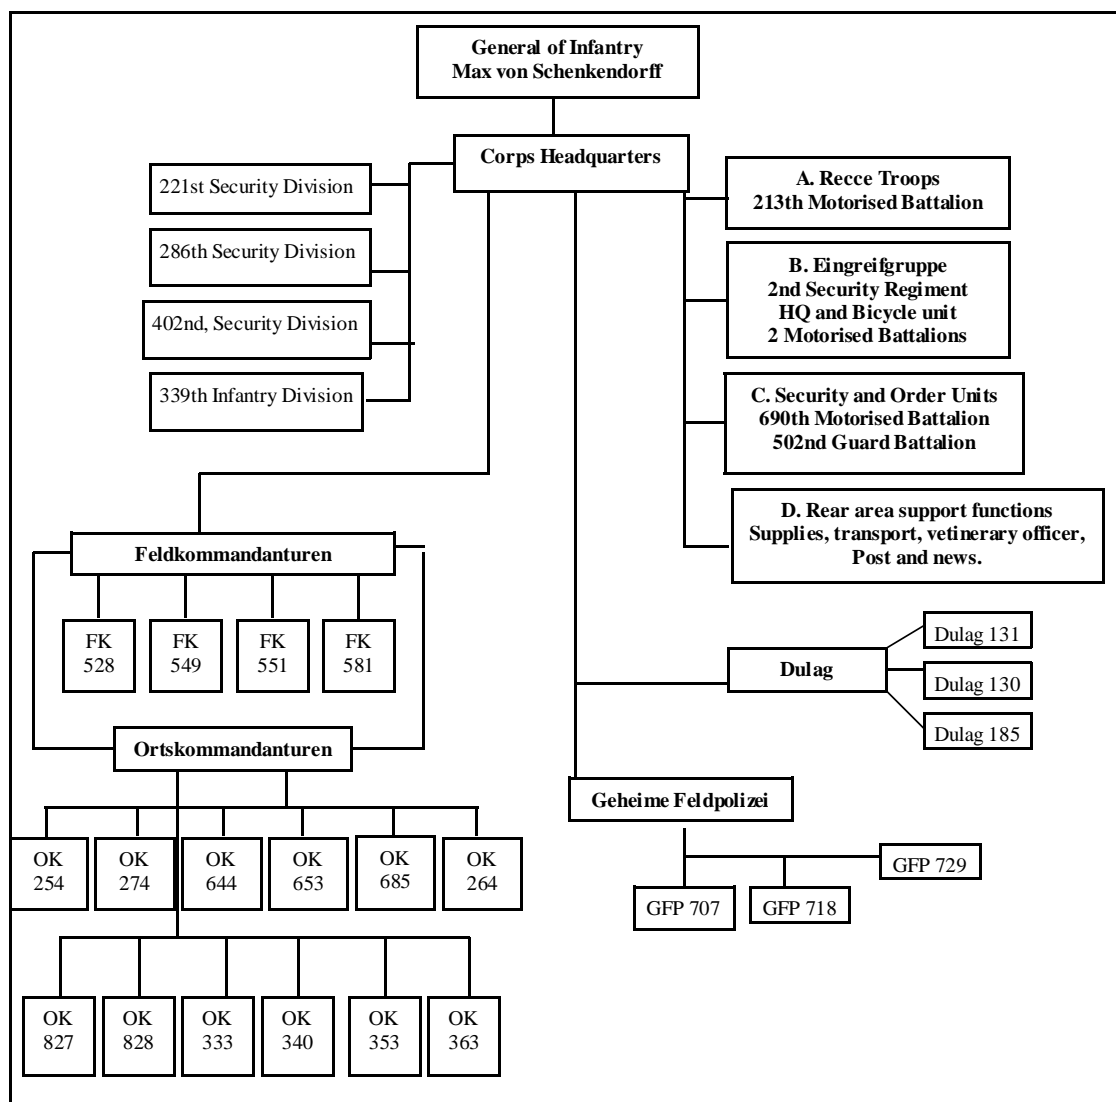 General of Infantry
Max von Schenkendorff
Corps Headquarters
221st Security Division
286th Security Division
402nd, Security Division
339th Infantry Division
A. Recce Troops
213th Motorised Battalion
B. Eingreifgruppe
2nd Security Regiment
HQ and Bicycle unit
2 Motorised Battalions
C. Security and Order Units
690th Motorised Battalion
502nd Guard Battalion
D. Rear area support functions
Supplies, transport, vetinerary officer,
Post and news.
Feldkommandanturen
FK
528
FK
549
FK
551
FK
581
Ortskommandanturen
OK
254
OK
274
OK
644
OK
653
OK
685
OK
264
OK
827
OK
828
OK
333
OK
340
OK
353
OK
363
Dulag
Dulag 131
Dulag 130
Dulag 185
Geheime Feldpolizei
GFP 707
GFP 718
GFP 729